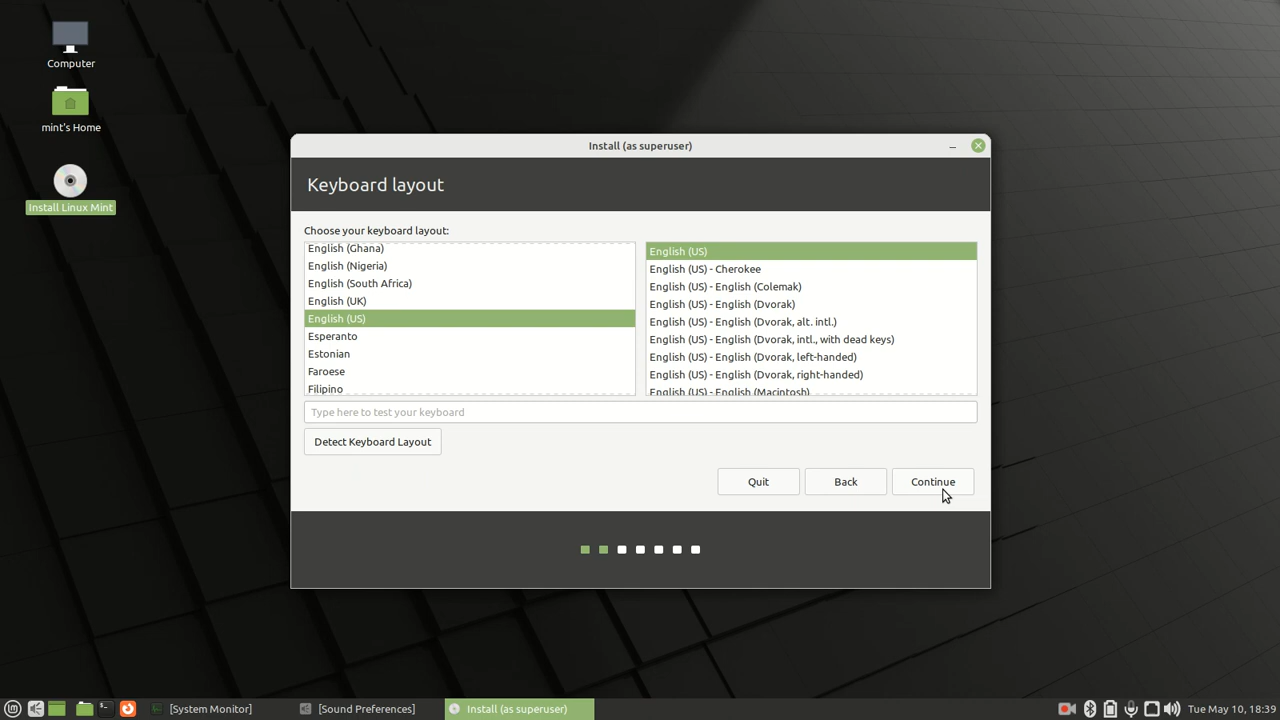 Computer
mint's Home
Install Linux Mint
Install (as superuser)
Keyboard layout
Choose your keyboard layout:
English (Ghana)
English (Nigeria)
English (South Africa)
English (UK)
English (US)
Esperanto
Estonian
Faroese
Filipino
English (US)
English (US) - Cherokee
English (US) - English (Colemak)
English (US) - English (Dvorak)
English (US) - English (Dvorak, alt. intl.)
English (US) - English (Dvorak, intl., with dead keys)
English (US) - English (Dvorak, left-handed)
English (US) - English (Dvorak, right-handed)
English (US) - English (Macintosh)
Type here to test your keyboard
Detect Keyboard Layout
Quit
Back
Continue
[System Monitor]
[Sound Preferences]
Install (as superuser)
Tue May 10, 18:39